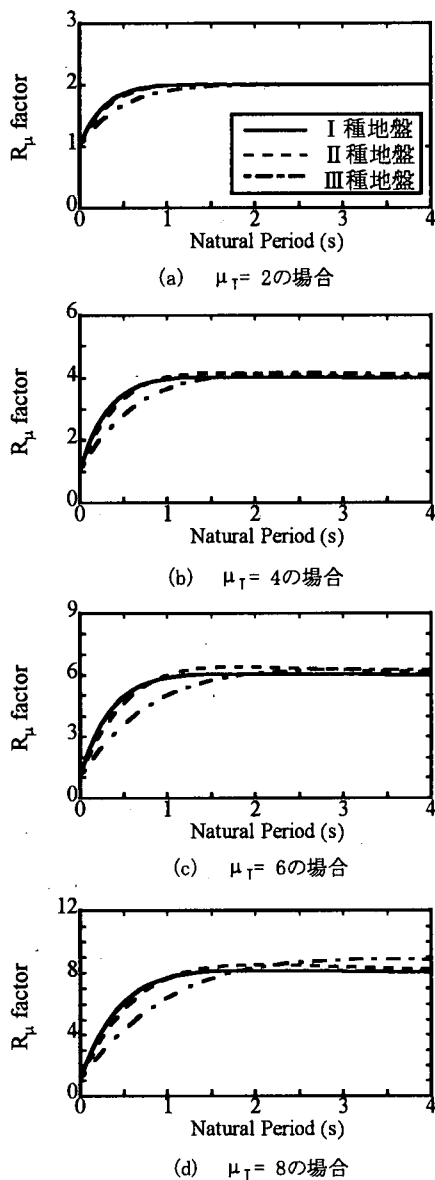 3
2
1
0
R_μ factor
I 種地盤
II 種地盤
III種地盤
0 1 2 3 4
Natural Period (s)
(a) μ_T= 2の場合
6
4
2
0
R_μ factor
0 1 2 3 4
Natural Period (s)
(b) μ_T= 4の場合
9
6
3
0
R_μ factor
0 1 2 3 4
Natural Period (s)
(c) μ_T= 6の場合
12
8
4
0
R_μ factor
0 1 2 3 4
Natural Period (s)
(d) μ_T= 8の場合